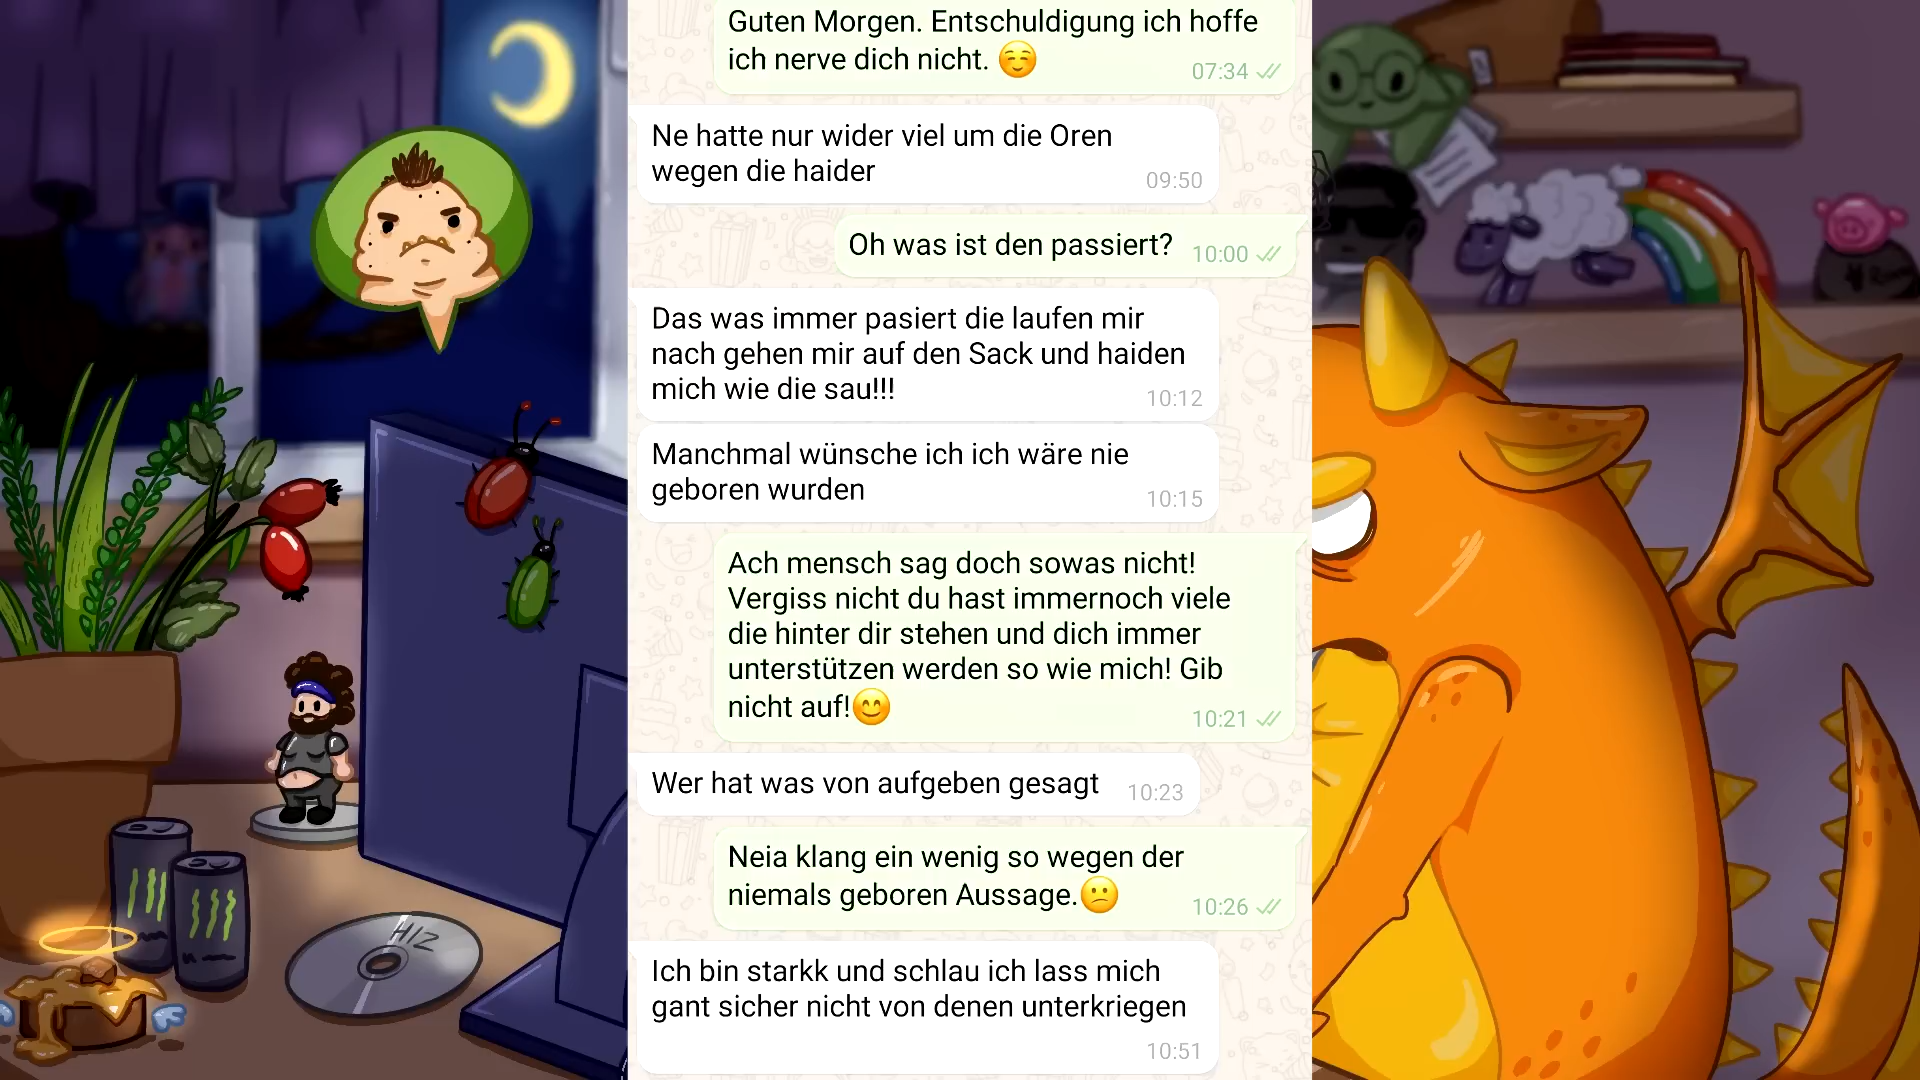 Guten Morgen. Entschuldigung ich hoffe
ich nerve dich nicht. ☺️
07:34
Ne hatte nur wider viel um die Oren
wegen die haider
09:50
Oh was ist den passiert?
10:00
Das was immer pasiert die laufen mir
nach gehen mir auf den Sack und haiden
mich wie die sau!!!
10:12
Manchmal wünsche ich ich wäre nie
geboren wurden
10:15
Ach mensch sag doch sowas nicht!
Vergiss nicht du hast immernoch viele
die hinter dir stehen und dich immer
unterstützen werden so wie mich! Gib
nicht auf!😊
10:21
Wer hat was von aufgeben gesagt
10:23
Neia klang ein wenig so wegen der
niemals geboren Aussage.😕
10:26
Ich bin starkk und schlau ich lass mich
gant sicher nicht von denen unterkriegen
10:51